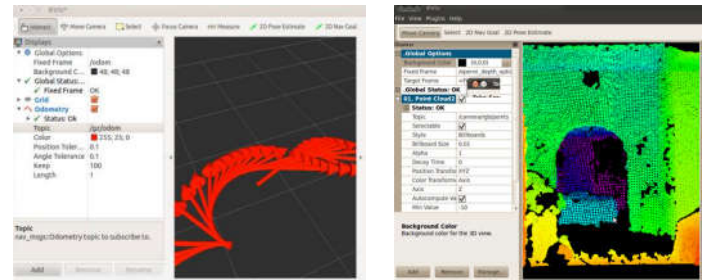 Interact
Move Camera
Select
Focus Camera
Measure
2D Pose Estimate
2D Nav Goal
Displays
Global Options
Fixed Frame /odom
Background C... 48; 48; 48
Global Status:...
Fixed Frame OK
Grid
Odometry
Status: Ok
Topic /gz/odom
Color 255; 25; 0
Position Toler... 0.1
Angle Tolerance 0.1
Keep 100
Length 1
Topic
nav_msgs::Odometry topic to subscribe to.
Add Remove Rename
File View Plugins Help
Move Camera Select 2D Nav Goal 2D Pose Estimate
.Global Options
Background Color
Fixed Frame
Target Frame
.Global Status: OK
01. Point Cloud2
Status: OK
Topic
Selectable
Style Billboards
Billboard Size 0.01
Alpha 1
Decay Time 0
Position Transfor XYZ
Color Transform Axis
Axis Z
Autocompute
Min Value -10
Background Color
Background color for the 3D view.
Add Remove Manage...